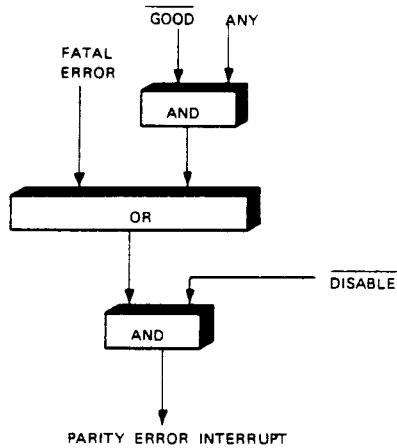 GOOD ANY
FATAL
ERROR
AND
OR
DISABLE
AND
PARITY ERROR INTERRUPT